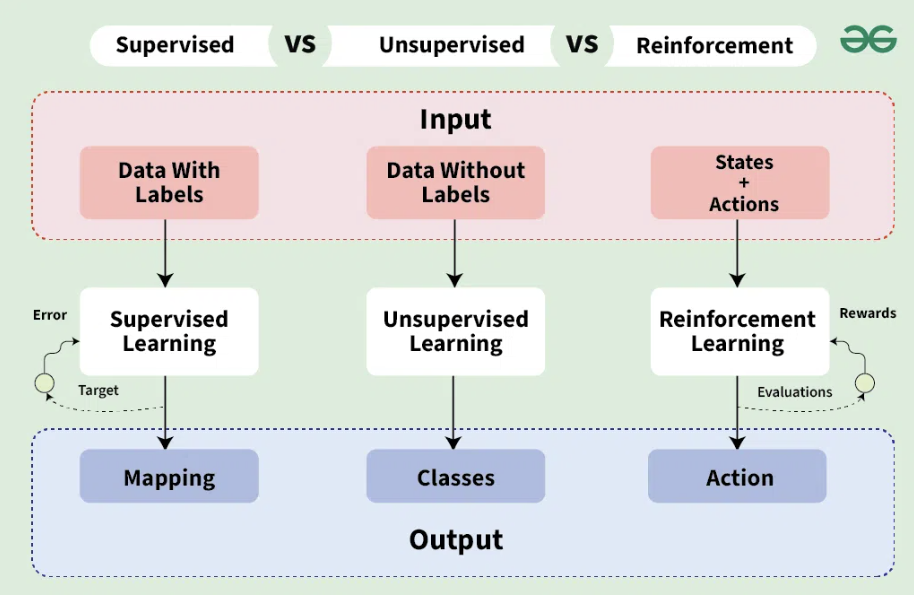 Supervised VS Unsupervised VS Reinforcement
Input
Data With
Labels
Data Without
Labels
States
+
Actions
Error
Supervised
Learning
Target
Unsupervised
Learning
Reinforcement
Learning
Rewards
Evaluations
Mapping
Classes
Action
Output